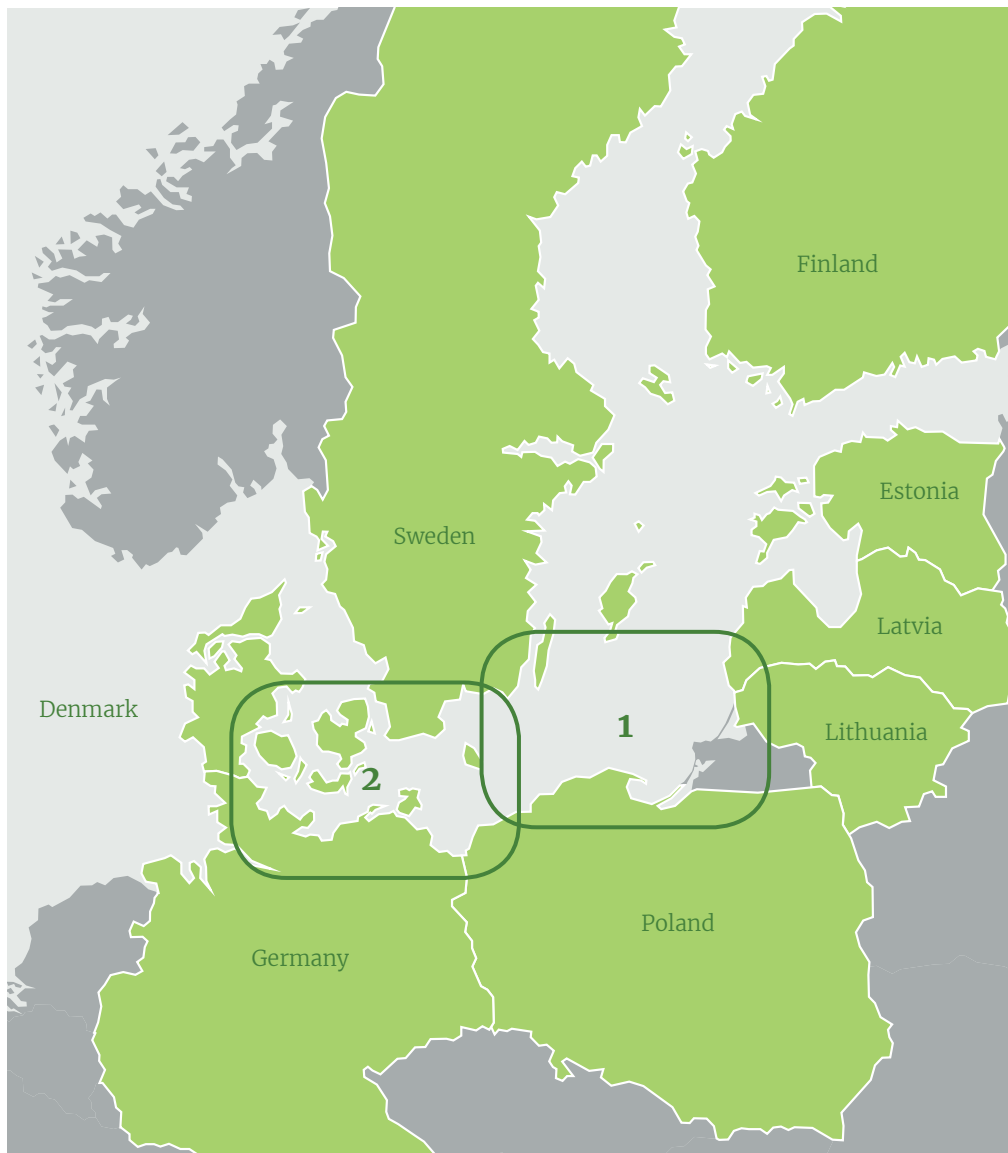 Finland
Estonia
Sweden
Latvia
Denmark
1
Lithuania
2
Poland
Germany